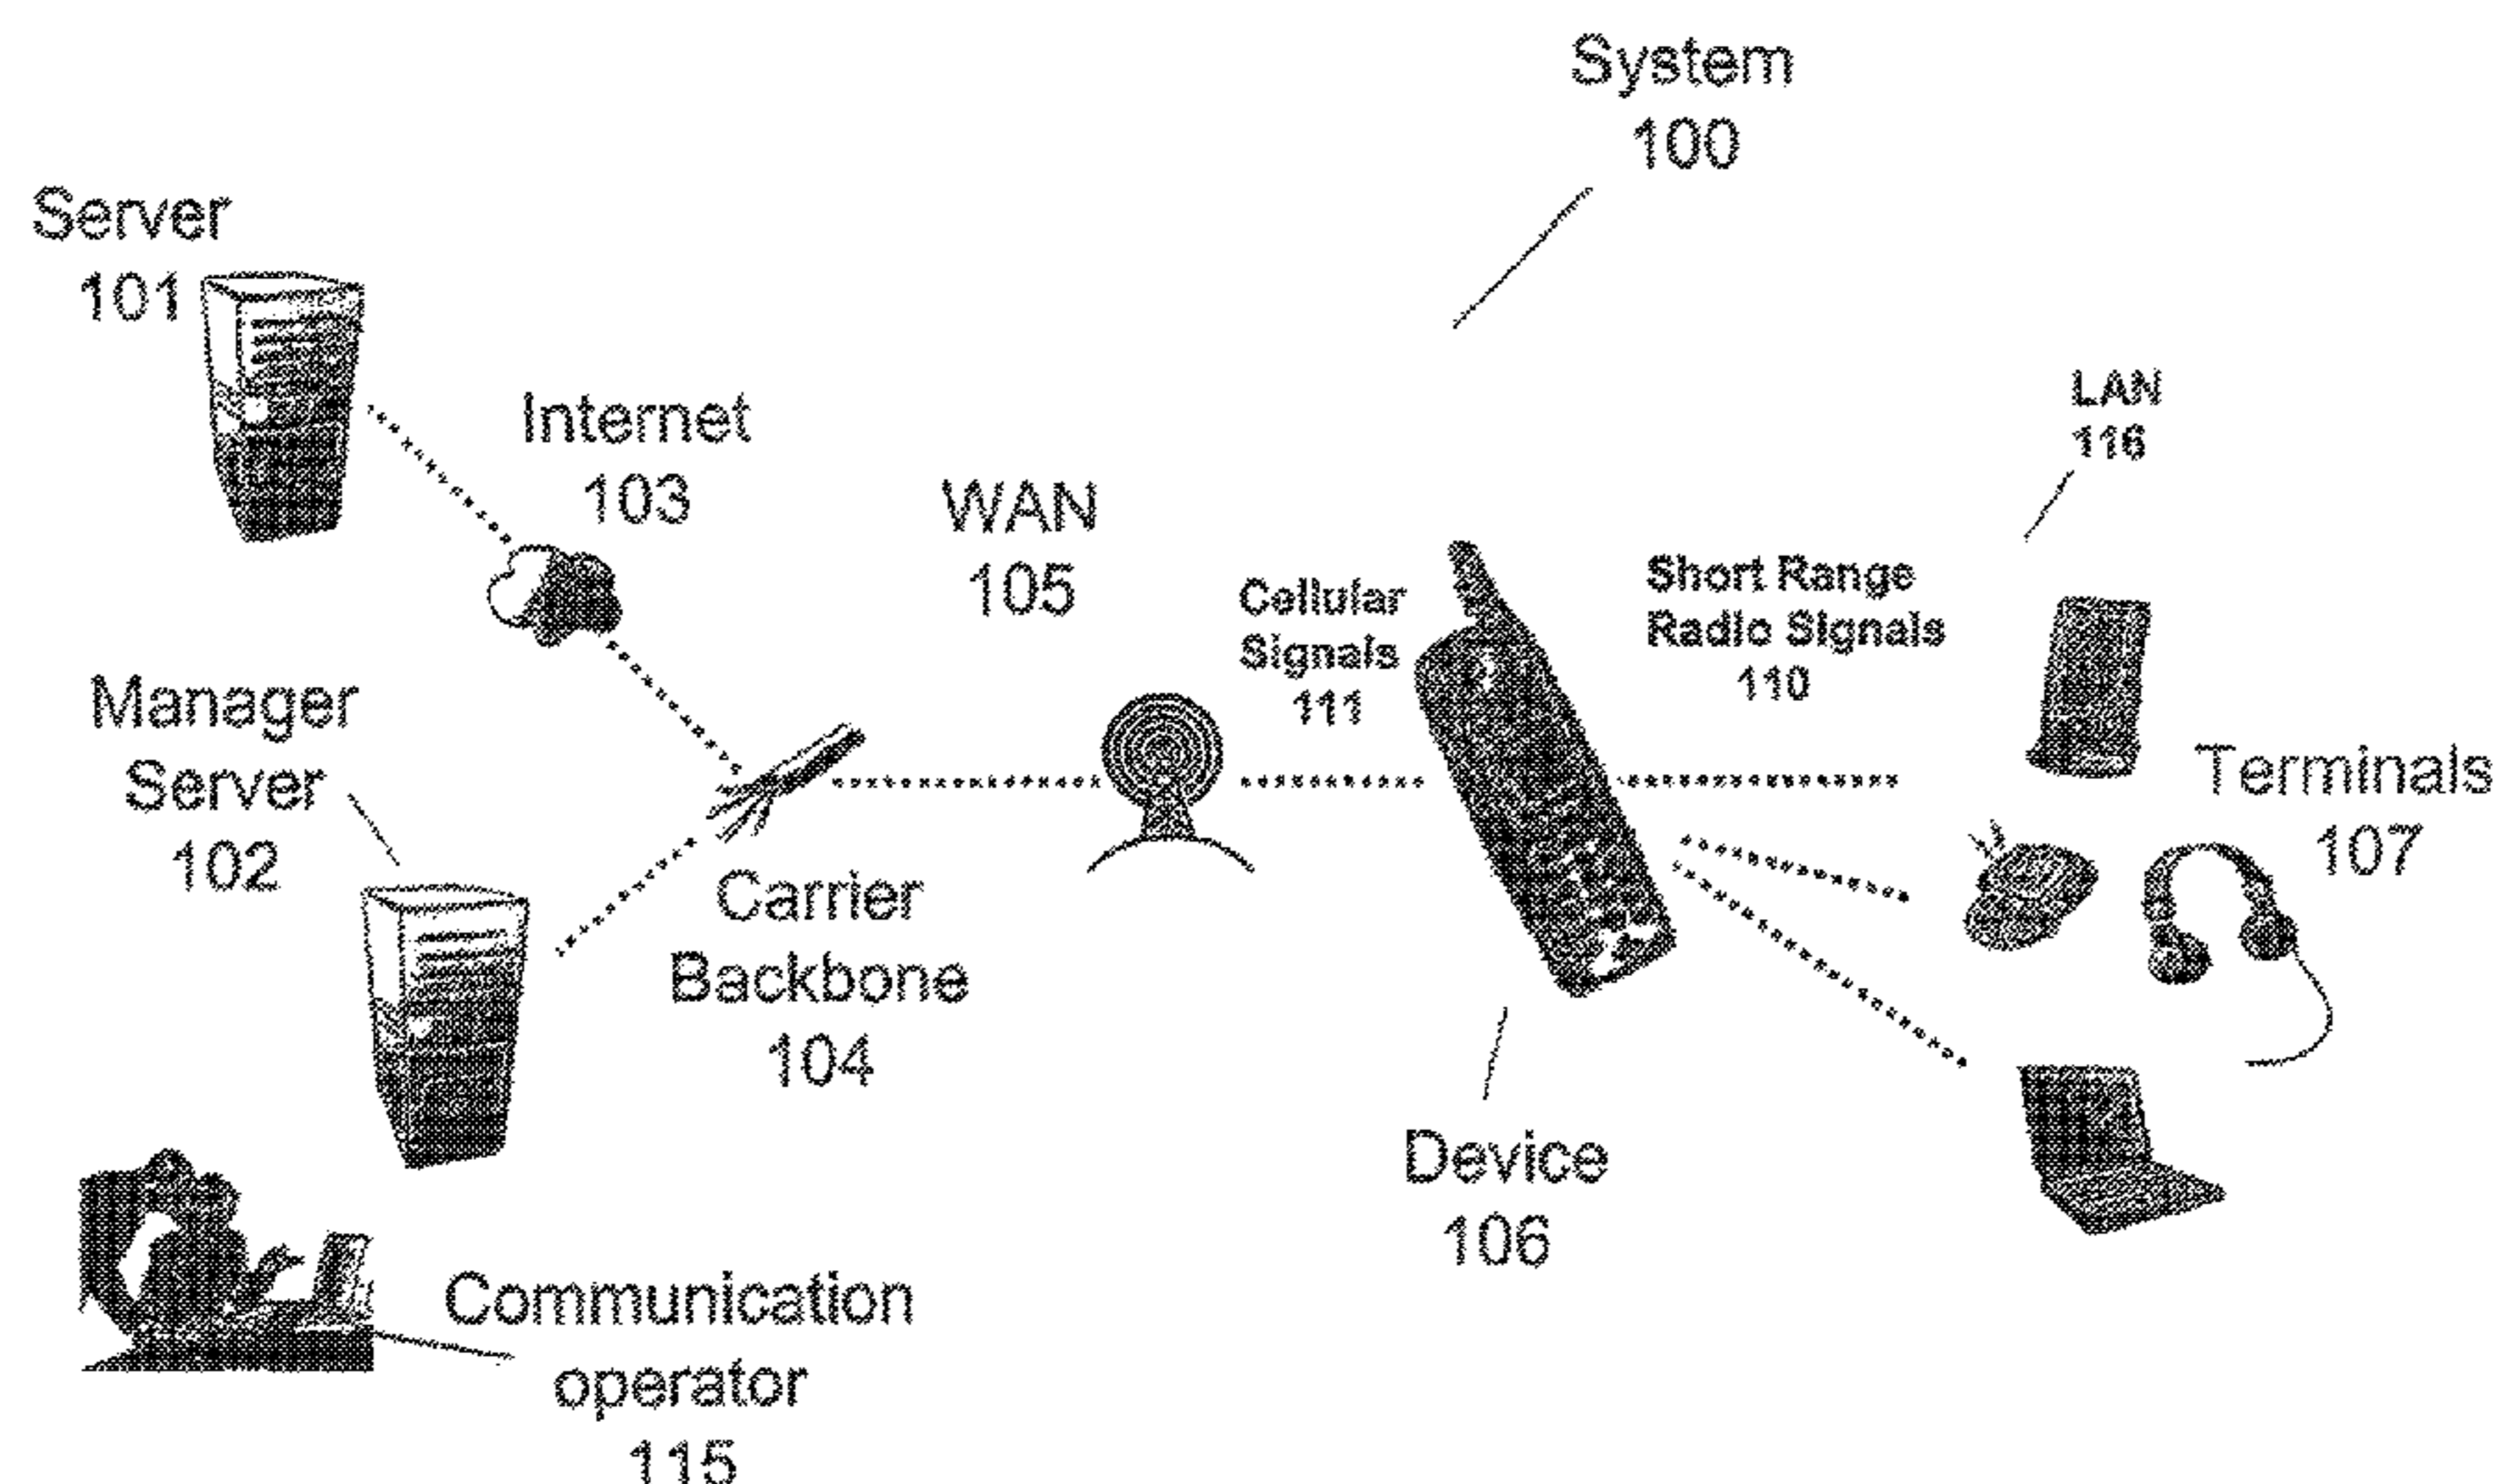 System
100
Server
101
Internet
103
WAN
105
LAN
116
Cellular
Signals
111
Short Range
Radio Signals
110
Manager
Server
102
Terminals
107
Carrier
Backbone
104
Device
106
Communication
operator
115